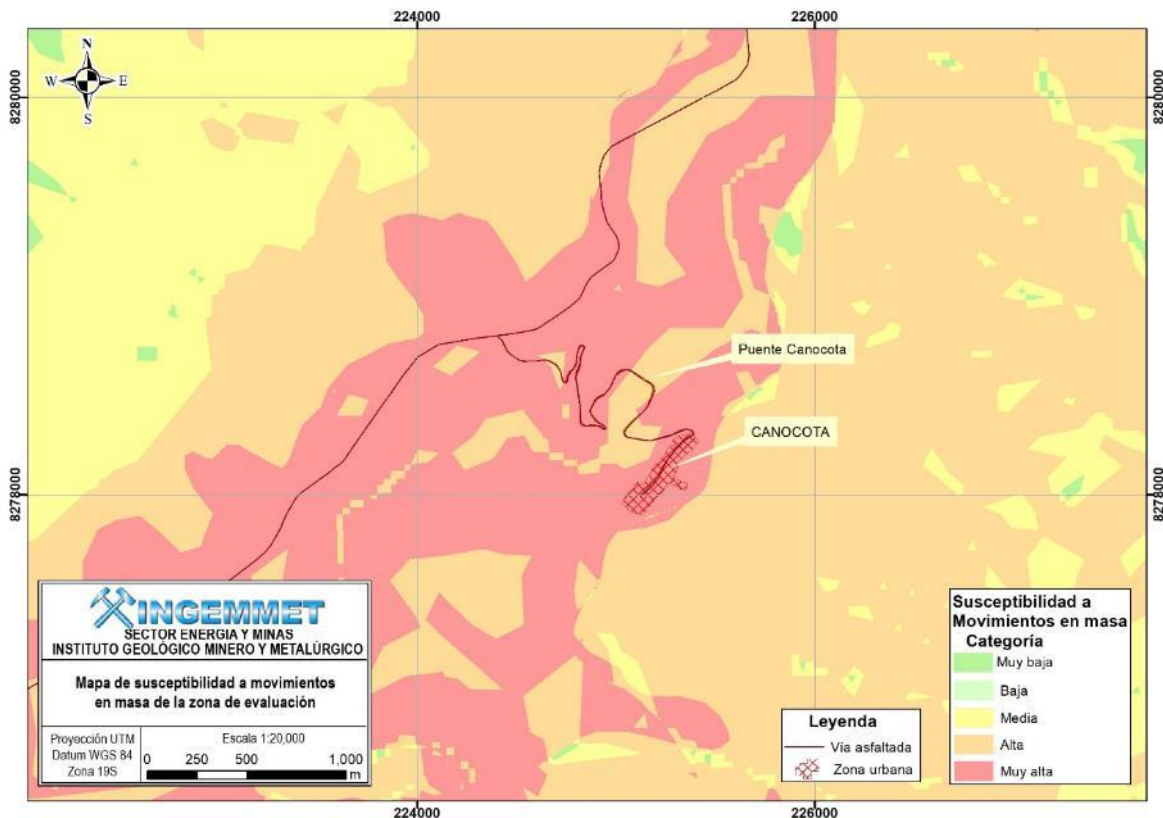 224000
226000
N
W E
S
8280000
8280000
Puente Canocota
CANOCOTA
8278000
8278000
INGEMMET
SECTOR ENERGIA Y MINAS
INSTITUTO GEOLÓGICO MINERO Y METALÚRGICO
Mapa de susceptibilidad a movimientos
en masa de la zona de evaluación
Proyección UTM
Datum WGS 84
Zona 19S
Escala 1:20,000
0 250 500 1,000
m
Leyenda
Vía asfaltada
Zona urbana
Susceptibilidad a
Movimientos en masa
Categoría
Muy baja
Baja
Media
Alta
Muy alta
224000
226000